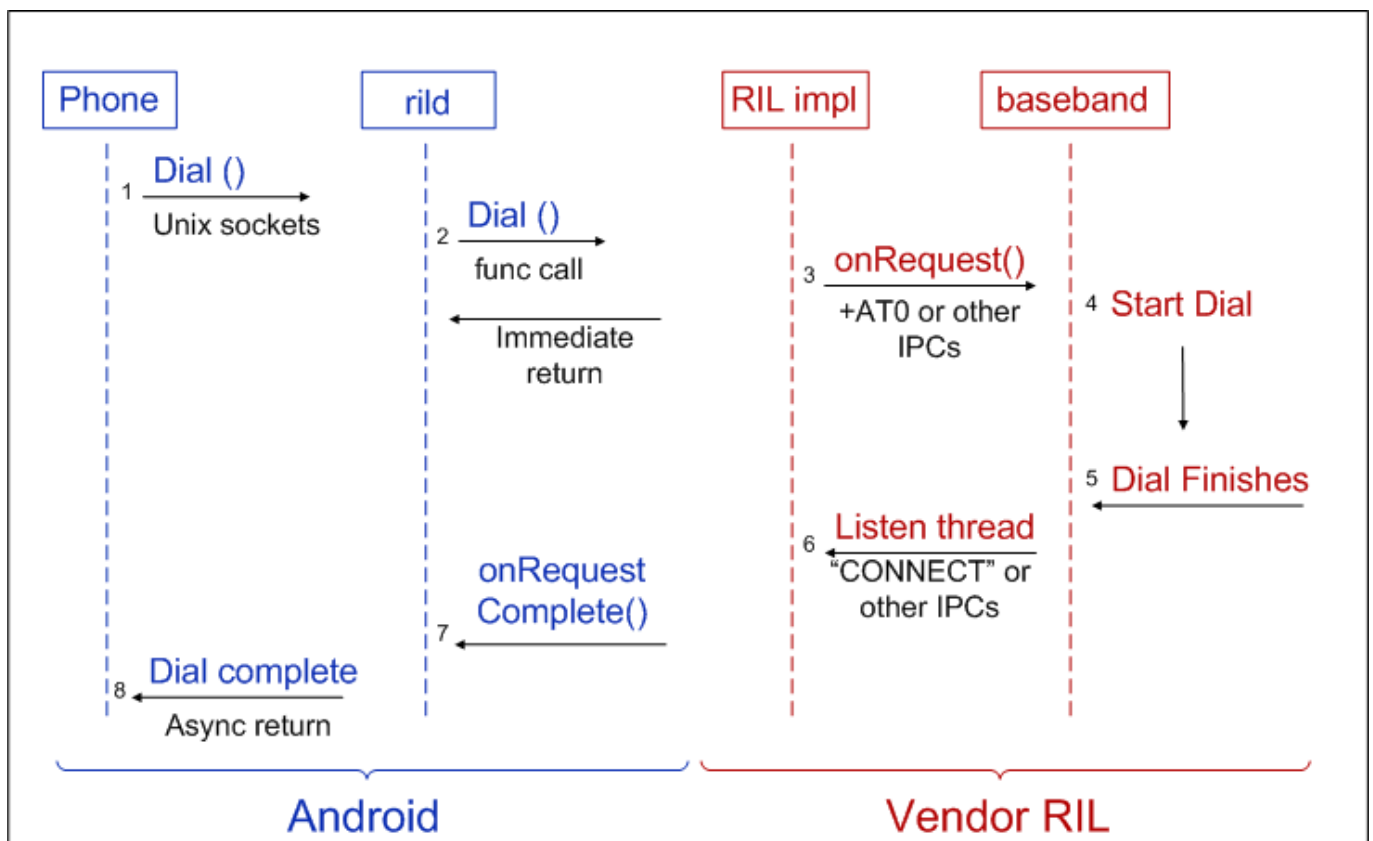 Phone
rild
RIL impl
baseband
1
Dial ()
Unix sockets
2
Dial ()
func call
Immediate
return
3
onRequest()
+AT0 or other
IPCs
4
Start Dial
5
Dial Finishes
6
Listen thread
“CONNECT” or
other IPCs
7
onRequest
Complete()
8
Dial complete
Async return
Android
Vendor RIL